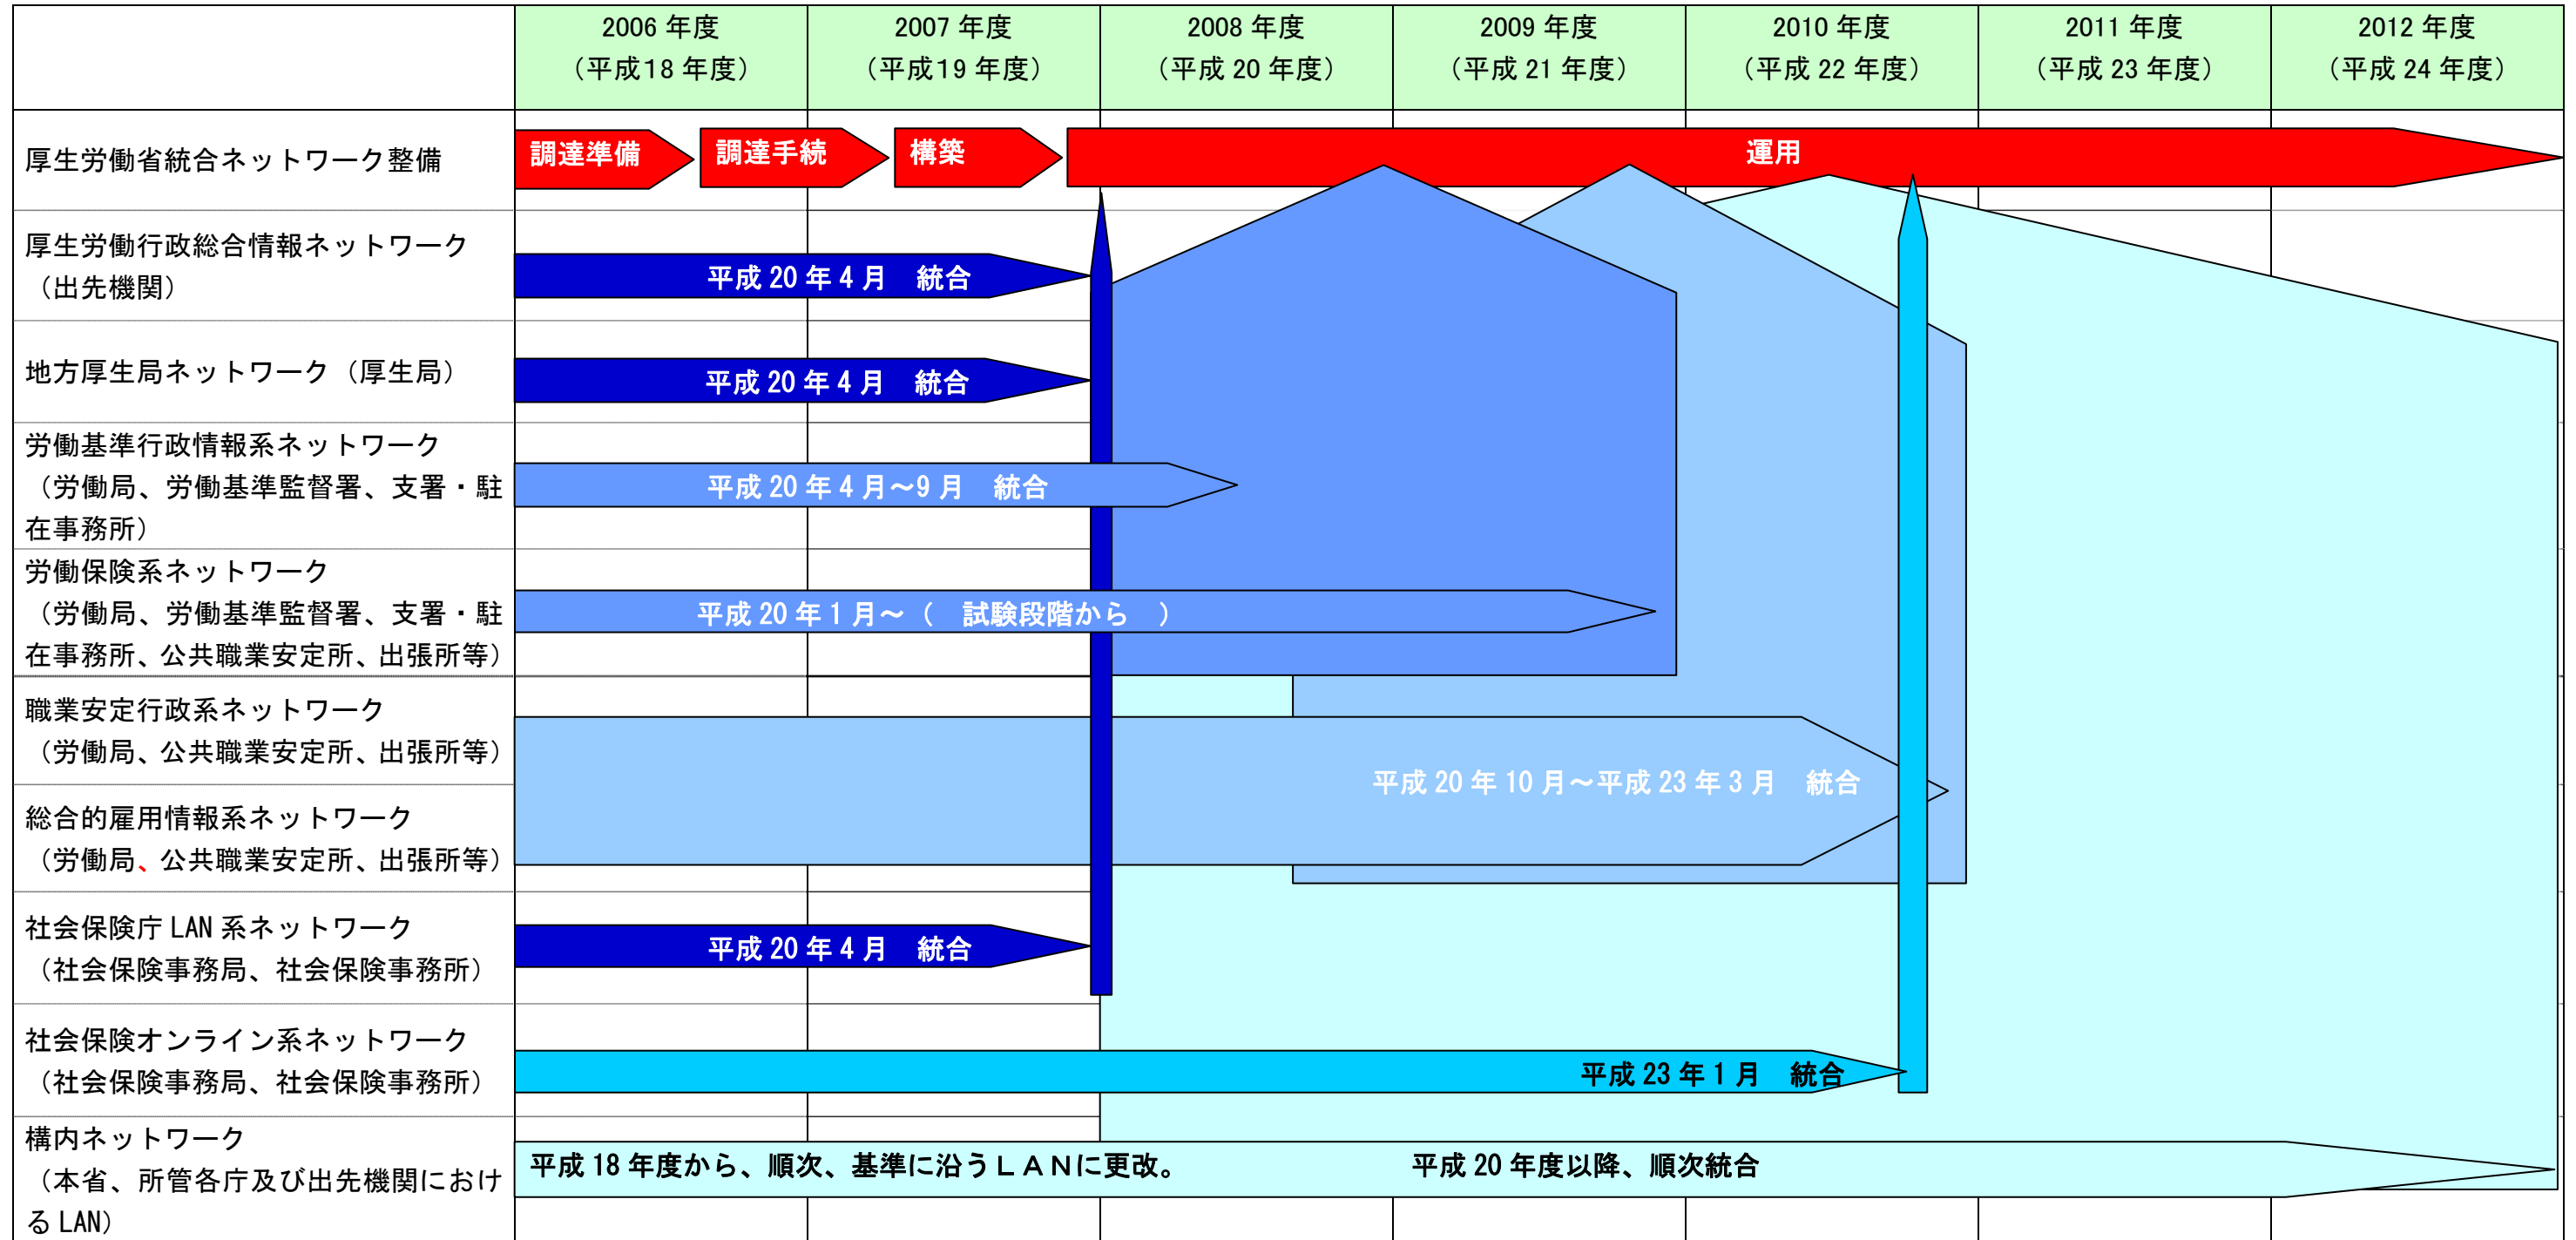 2006 年度
（平成18 年度）
2007 年度
（平成19 年度）
2008 年度
（平成 20 年度）
2009 年度
（平成 21 年度）
2010 年度
（平成 22 年度）
2011 年度
（平成 23 年度）
2012 年度
（平成 24 年度）
厚生労働省統合ネットワーク整備
調達準備
調達手続
構築
運用
厚生労働行政総合情報ネットワーク
（出先機関）
平成 20 年 4 月　統合
地方厚生局ネットワーク（厚生局）
平成 20 年 4 月　統合
労働基準行政情報系ネットワーク
（労働局、労働基準監督署、支署・駐
在事務所）
平成 20 年 4 月～9 月　統合
労働保険系ネットワーク
（労働局、労働基準監督署、支署・駐
在事務所、公共職業安定所、出張所等）
平成 20 年 1 月～（　試験段階から　）
職業安定行政系ネットワーク
（労働局、公共職業安定所、出張所等）
平成 20 年 10 月～平成 23 年 3 月　統合
総合的雇用情報系ネットワーク
（労働局、公共職業安定所、出張所等）
社会保険庁 LAN 系ネットワーク
（社会保険事務局、社会保険事務所）
平成 20 年 4 月　統合
社会保険オンライン系ネットワーク
（社会保険事務局、社会保険事務所）
平成 23 年 1 月　統合
構内ネットワーク
（本省、所管各庁及び出先機関におけ
る LAN）
平成 18 年度から、順次、基準に沿うＬＡＮに更改。
平成 20 年度以降、順次統合